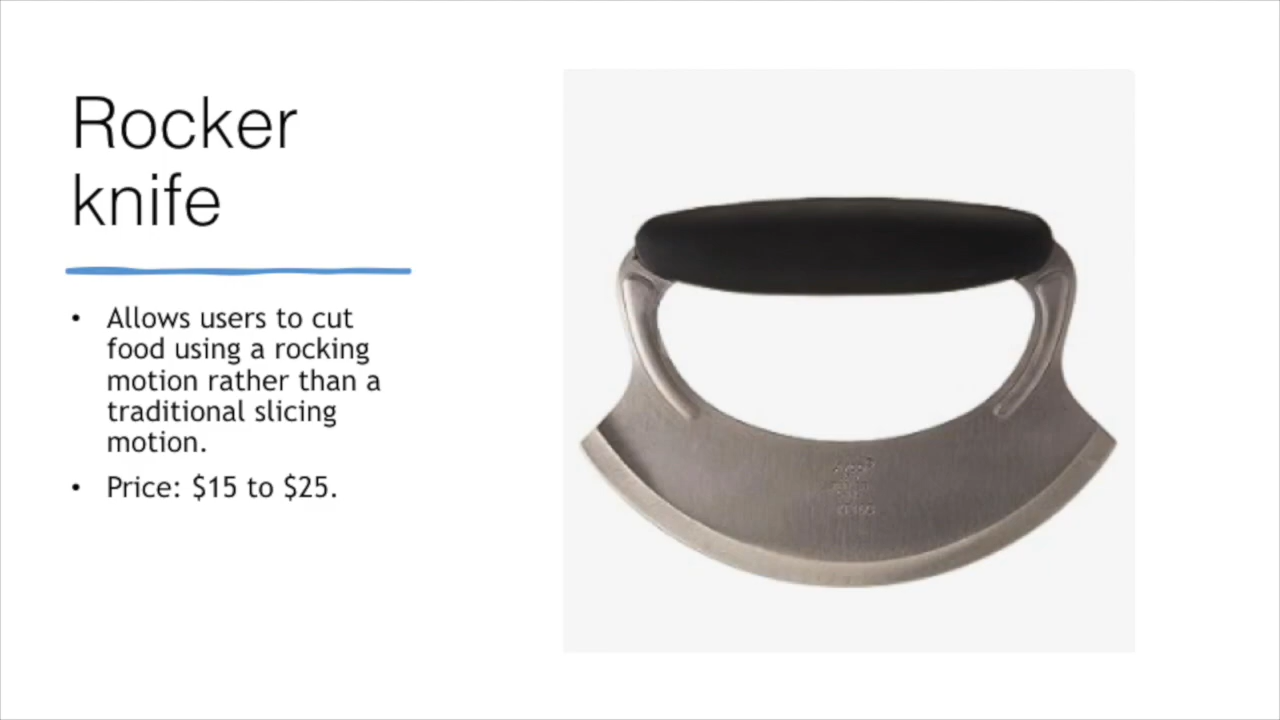 Rocker
knife
• Allows users to cut
food using a rocking
motion rather than a
traditional slicing
motion.
• Price: $15 to $25.